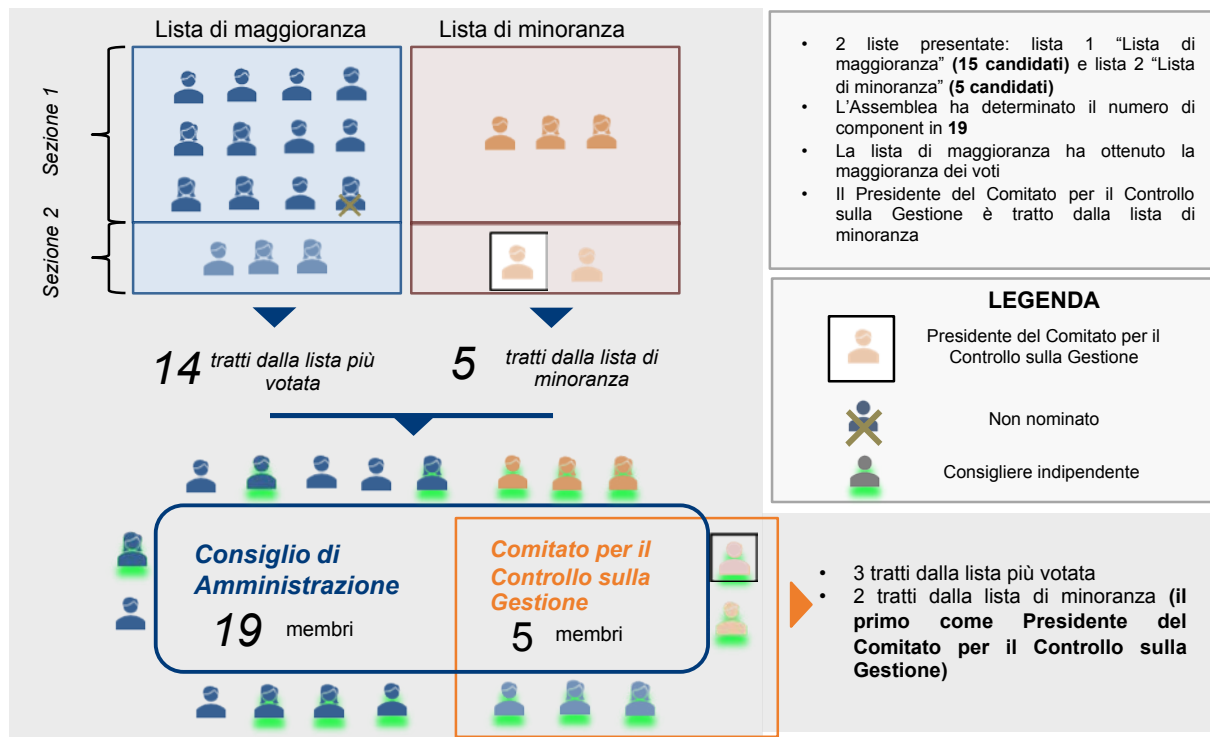 Lista di maggioranza
Lista di minoranza
Sezione 1
Sezione 2
14 tratti dalla lista più
votata
5 tratti dalla lista di
minoranza
Consiglio di
Amministrazione
19 membri
Comitato per il
Controllo sulla
Gestione
5 membri
• 2 liste presentate: lista 1 “Lista di
maggioranza” (15 candidati) e lista 2 “Lista
di minoranza” (5 candidati)
• L’Assemblea ha determinato il numero di
component in 19
• La lista di maggioranza ha ottenuto la
maggioranza dei voti
• Il Presidente del Comitato per il Controllo
sulla Gestione è tratto dalla lista di
minoranza
LEGENDA
Presidente del Comitato per il
Controllo sulla Gestione
Non nominato
Consigliere indipendente
• 3 tratti dalla lista più votata
• 2 tratti dalla lista di minoranza (il
primo come Presidente del
Comitato per il Controllo sulla
Gestione)